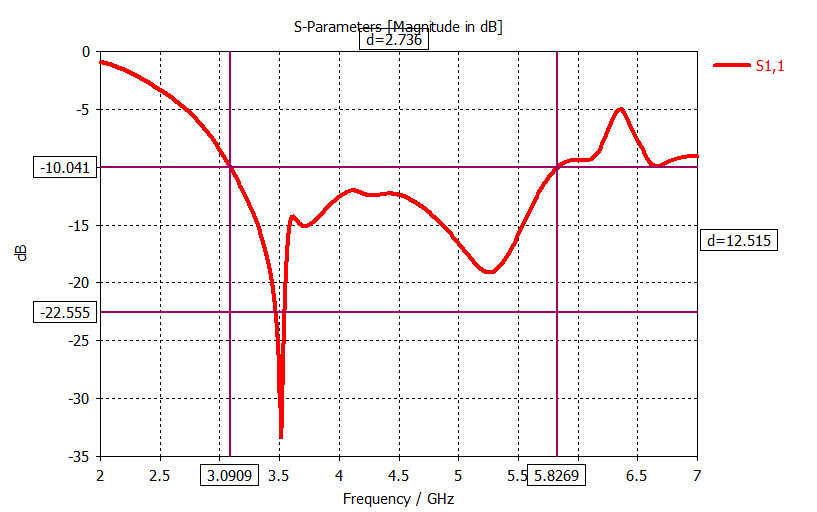 S-Parameters [Magnitude in dB]
d=2.736
S1,1
0
-5
-10.041
-15
d=12.515
dB
-20
-22.555
-25
-30
-35
2 2.5 3.0909 3.5 4 4.5 5 5.5 5.8269 6.5 7
Frequency / GHz